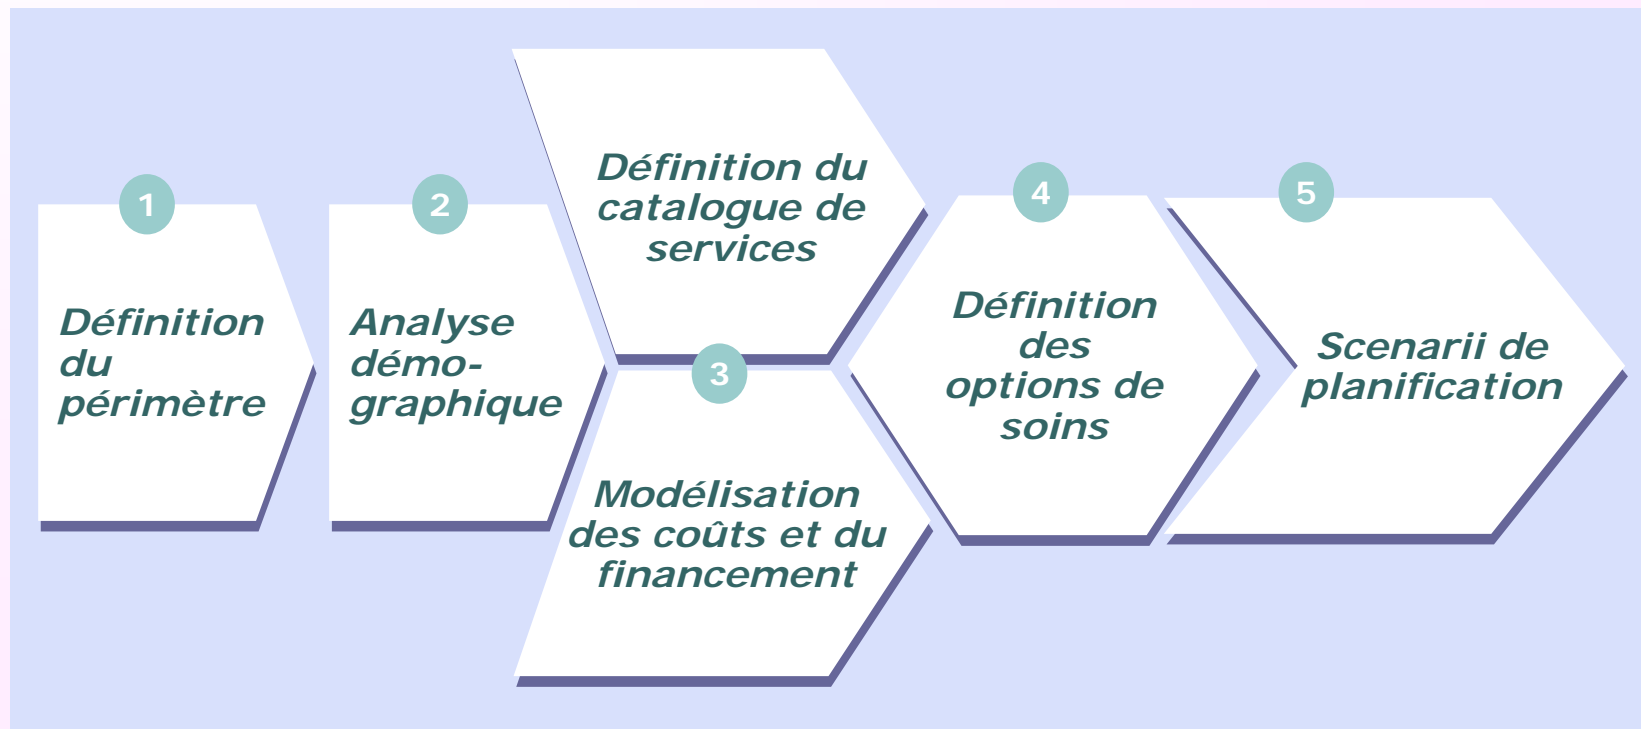 1
Définition
du
périmètre
2
Analyse
démo-
graphique
Définition du
catalogue de
services
3
Modélisation
des coûts et du
financement
4
Définition
des
options de
soins
5
Scenarii de
planification